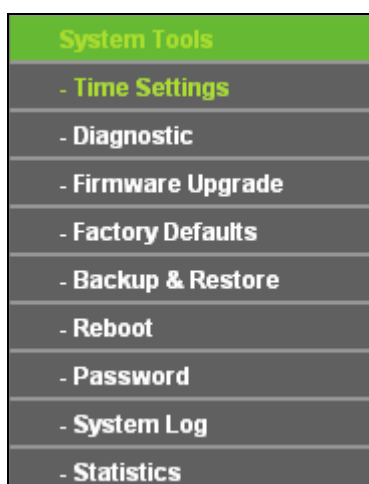 System Tools
- Time Settings
- Diagnostic
- Firmware Upgrade
- Factory Defaults
- Backup & Restore
- Reboot
- Password
- System Log
- Statistics